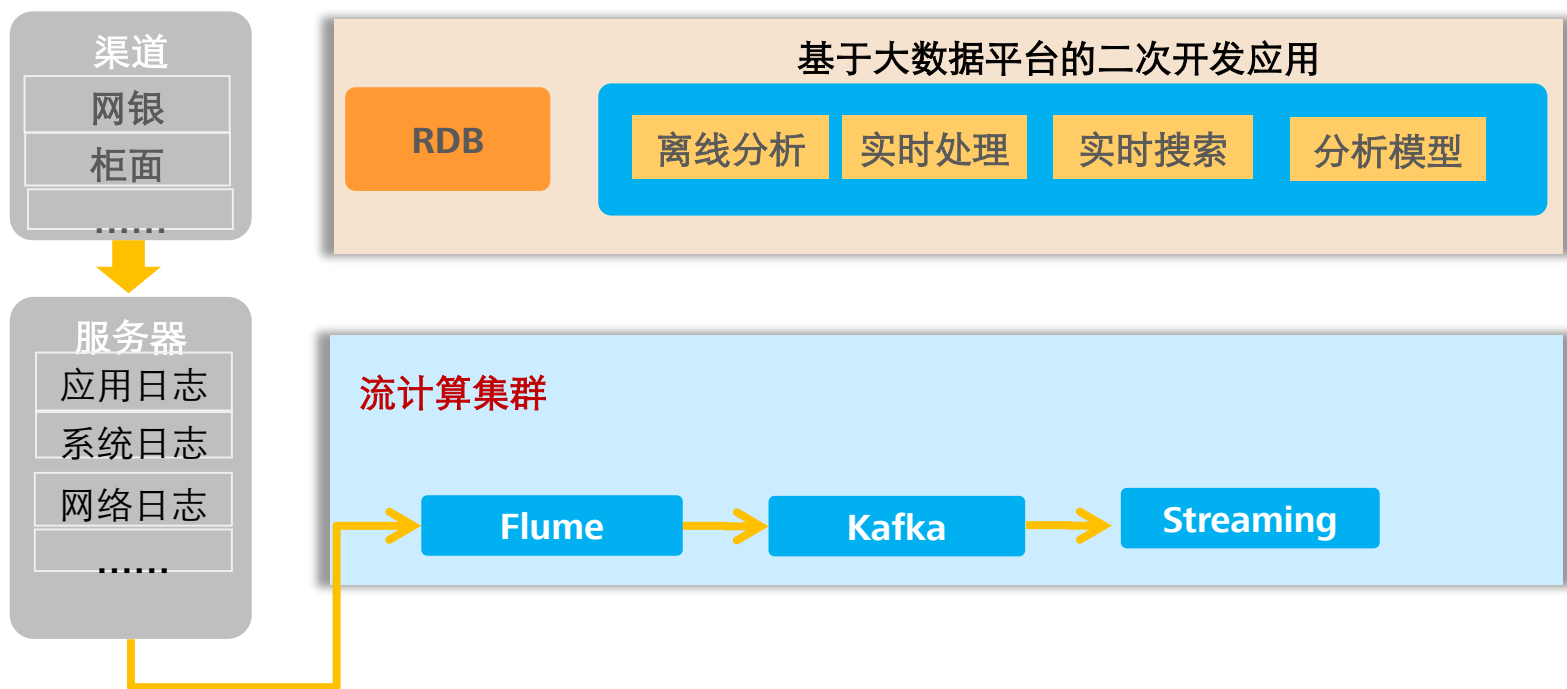 渠道
网银
柜面
......
服务器
应用日志
系统日志
网络日志
......
基于大数据平台的二次开发应用
RDB
离线分析
实时处理
实时搜索
分析模型
流计算集群
Flume
Kafka
Streaming